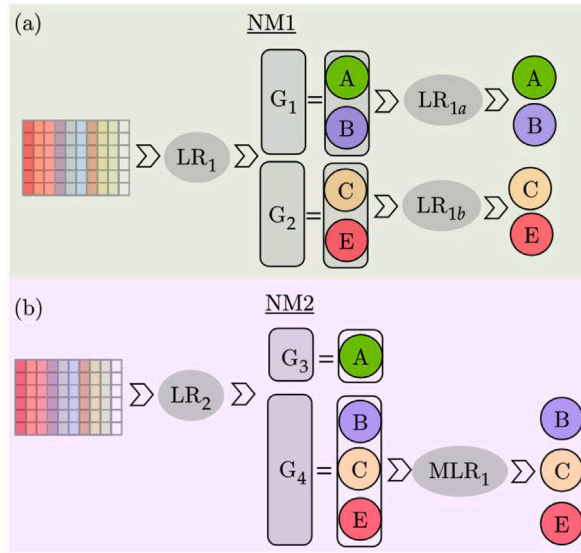 (a)
NM1
G₁ = A B
LR₁
LR₁ₐ
A
B
G₂ = C E
LR₁b
C
E
(b)
NM2
G₃ = A
LR₂
G₄ = B C E
MLR₁
B
C
E